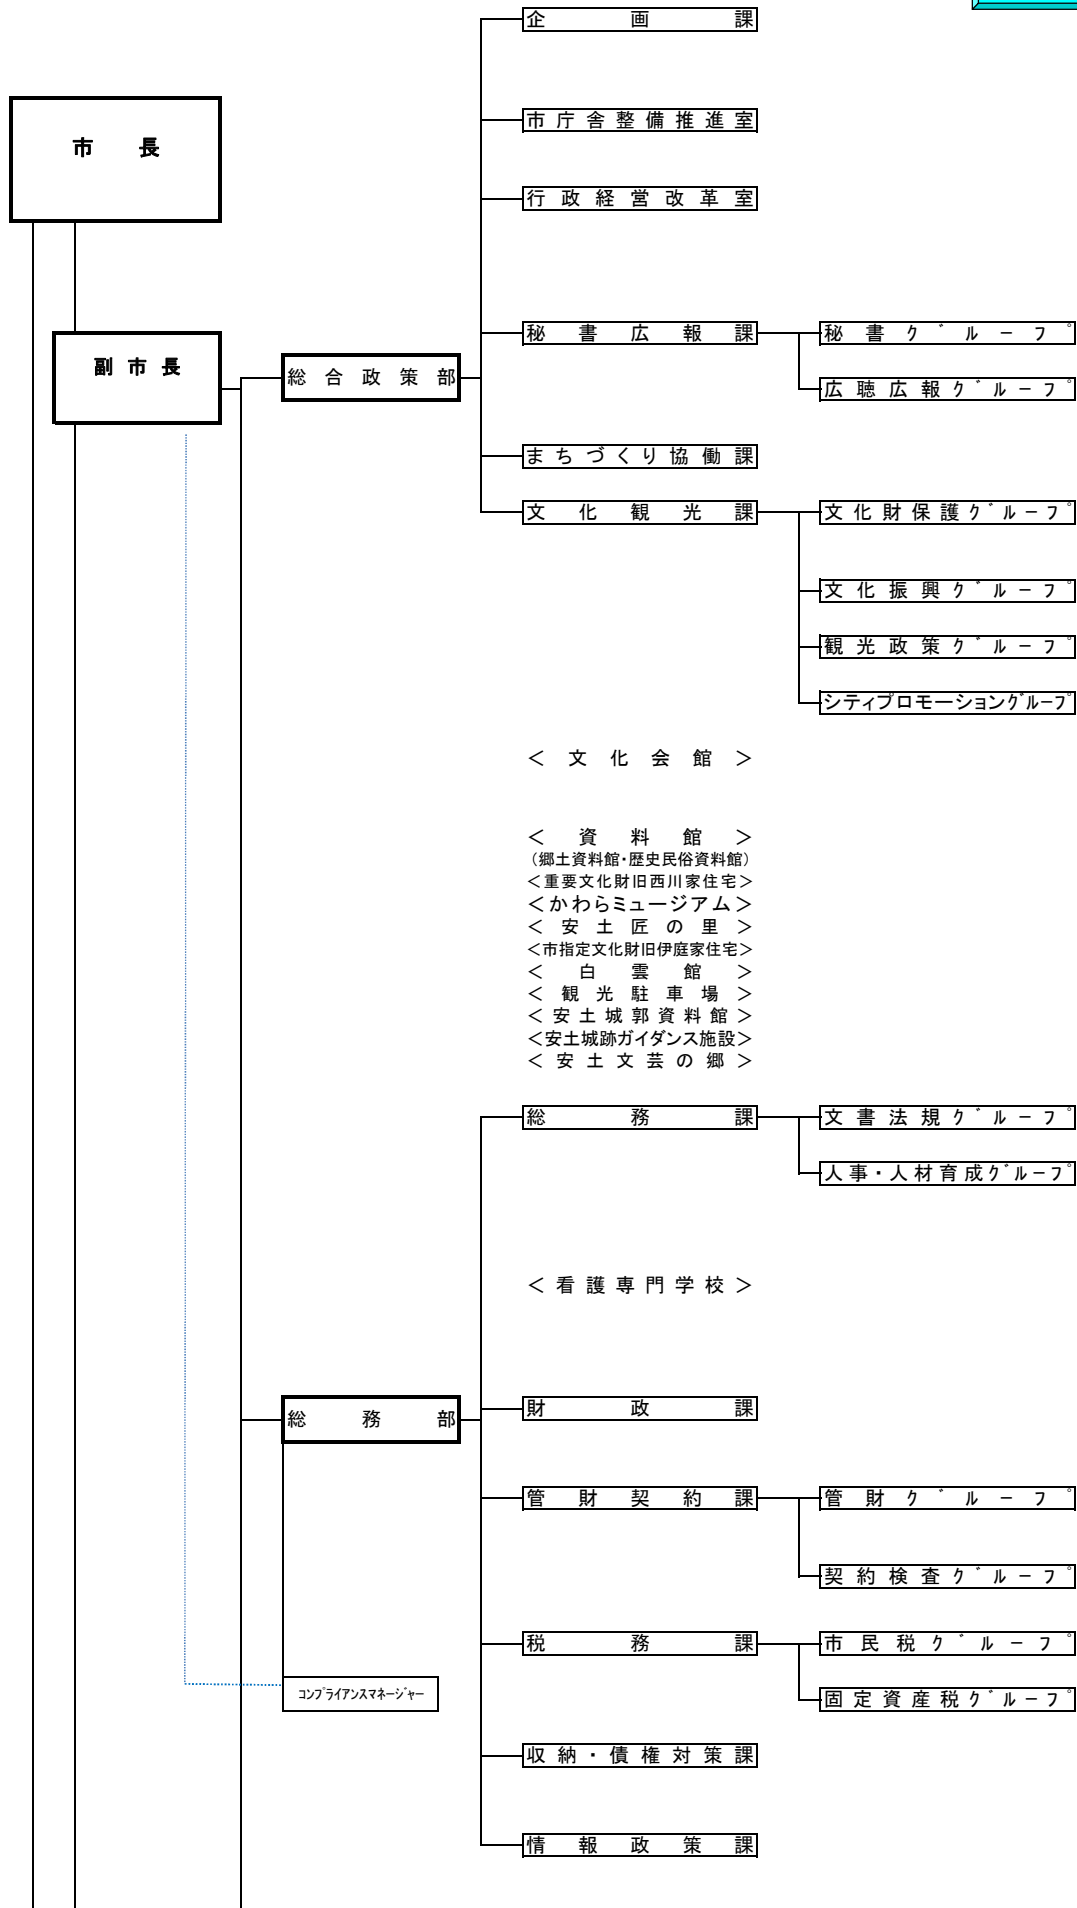 企画課
市庁舎整備推進室
市長
行政経営改革室
秘書広報課 秘書グループ
副市長
総合政策部
広聴広報グループ
まちづくり協働課
文化観光課 文化財保護グループ
文化振興グループ
観光政策グループ
シティプロモーショングループ
＜文化会館＞
＜資料館＞
（郷土資料館・歴史民俗資料館）
＜重要文化財旧西川家住宅＞
＜かわらミュージアム＞
＜安土匠の里＞
＜市指定文化財旧伊庭家住宅＞
＜白雲館＞
＜観光駐車場＞
＜安土城郭資料館＞
＜安土城跡ガイダンス施設＞
＜安土文芸の郷＞
総務課 文書法規グループ
人事・人材育成グループ
＜看護専門学校＞
財政課
総務部
管財契約課 管財グループ
契約検査グループ
税務課 市民税グループ
コンプライアンスマネージャー
固定資産税グループ
収納・債権対策課
情報政策課